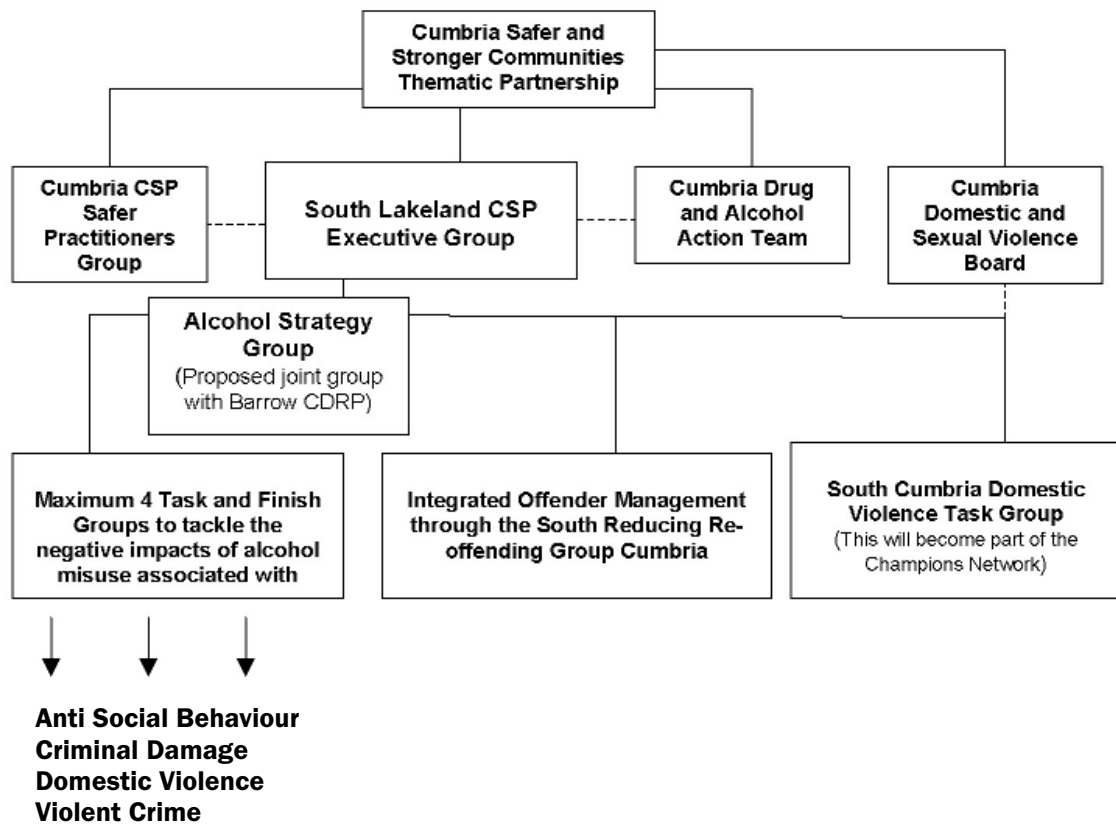 Cumbria Safer and
Stronger Communities
Thematic Partnership
Cumbria CSP
Safer
Practitioners
Group
South Lakeland CSP
Executive Group
Cumbria Drug
and Alcohol
Action Team
Cumbria
Domestic and
Sexual Violence
Board
Alcohol Strategy
Group
(Proposed joint group
with Barrow CDRP)
Maximum 4 Task and Finish
Groups to tackle the
negative impacts of alcohol
misuse associated with
Integrated Offender Management
through the South Reducing Re-
offending Group Cumbria
South Cumbria Domestic
Violence Task Group
(This will become part of the
Champions Network)
Anti Social Behaviour
Criminal Damage
Domestic Violence
Violent Crime